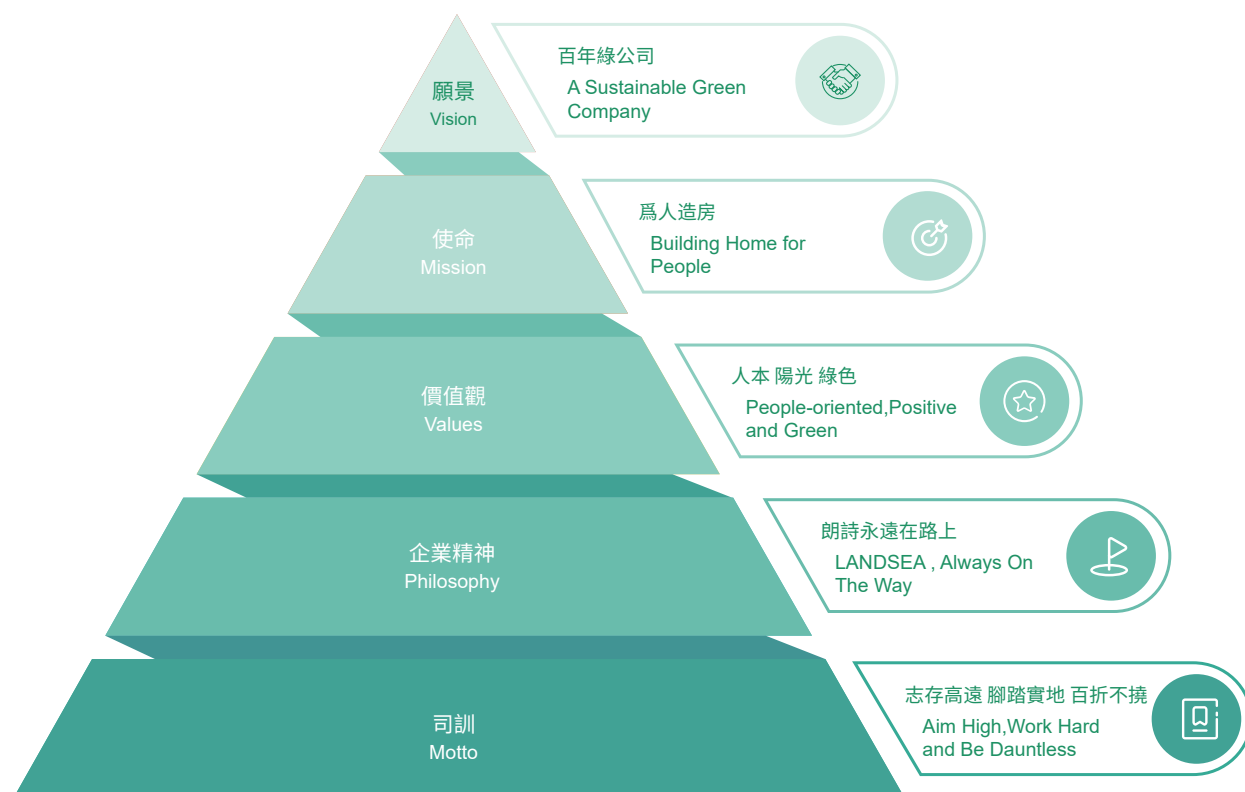 願景
Vision
百年綠公司
A Sustainable Green
Company
使命
Mission
爲人造房
Building Home for
People
價值觀
Values
人本 陽光 綠色
People-oriented,Positive
and Green
企業精神
Philosophy
朗詩永遠在路上
LANDSEA , Always On
The Way
司訓
Motto
志存高遠 腳踏實地 百折不撓
Aim High,Work Hard
and Be Dauntless